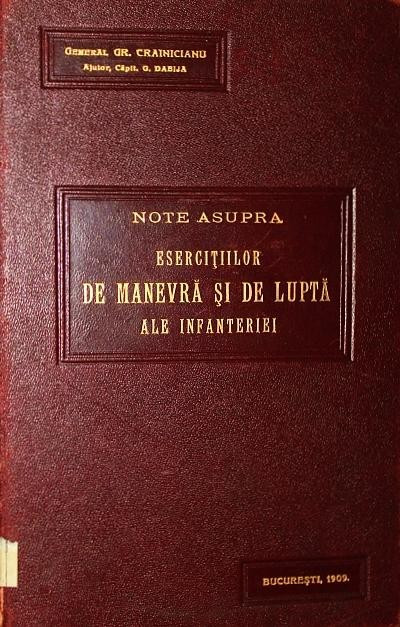 GENERAL GR. CRAINICIANU
Ajutor, Căpit. G. DABIJA
NOTE ASUPRA
ESERCIŢIILOR
DE MANEVRĂ ŞI DE LUPTĂ
ALE INFANTERIEI
BUCUREŞTI, 1909.